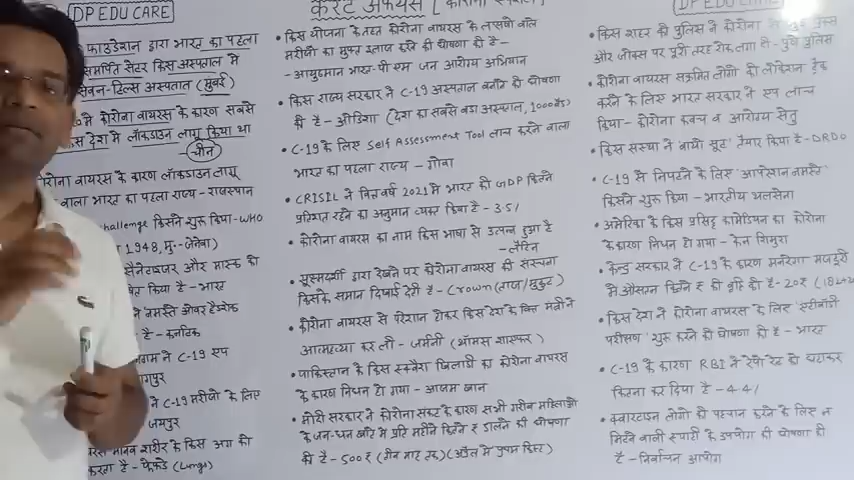 DP EDU CARE
करेंट अफेयर्स
DP EDU CARE
फाउंडेशन द्वारा भारत का पहला
समर्पित सेंटर किस अस्पताल में
सेवन-हिल्स अस्पताल (मुंबई)
में कोरोना वायरस के कारण सबसे
किस देश में लॉकडाउन लागू किया था
- चीन
कोरोना वायरस के कारण लॉकडाउन लागू
वाला भारत का पहला राज्य - राजस्थान
challenge किसने शुरू किया - WHO
1948, मु.- जेनेवा)
सैनेटाइजर और मास्क को
किया है - भारत
नमस्ते ओवर हैंडशेक
है - कर्नाटक
ने C-19 एप
नागपुर
ने C-19 मरीजों के लिए
जयपुर
मानव शरीर के किस अंग को
करता है - फेफड़े (Lungs)
• किस योजना के तहत कोरोना वायरस के लक्षणों वाले
मरीजों का मुफ्त इलाज करने की घोषणा की है -
- आयुष्मान भारत-पी एम जन आरोग्य अभियान
• किस राज्य सरकार ने C-19 अस्पताल बनाने की घोषणा
की है - ओडिशा (देश का सबसे बड़ा अस्पताल, 1000 बेड)
• C-19 के लिए Self Assessment Tool लांच करने वाला
भारत का पहला राज्य - गोवा
• CRISIL ने वित्त वर्ष 2021 में भारत की GDP कितने
प्रतिशत रहने का अनुमान व्यक्त किया है - 3.5%
• कोरोना वायरस का नाम किस भाषा से उत्पन्न हुआ है
- लैटिन
• सूक्ष्मदर्शी द्वारा देखने पर कोरोना वायरस की संरचना
किसके समान दिखाई देती है - Crown (ताज/मुकुट)
• कोरोना वायरस से परेशान होकर किस देश के वित्त मंत्री ने
आत्महत्या कर ली - जर्मनी (थॉमस शाएफर)
• पाकिस्तान के किस स्क्वैश खिलाड़ी का कोरोना वायरस
के कारण निधन हो गया - आजम खान
• मोदी सरकार ने कोरोना संकट के कारण सभी गरीब महिलाओं
के जन-धन खाते में प्रति महीने कितने ₹ डालने की घोषणा
की है - 500 ₹ (तीन माह तक) (अप्रैल में प्रथम किस्त)
• किस शहर की पुलिस ने कोरोना से
और जोक्स पर पूरी तरह रोक लगा दी - पुणे पुलिस
• कोरोना वायरस संक्रमित लोगों की लोकेशन ट्रैक
करने के लिए भारत सरकार ने एप लांच
किया - कोरोना कवच व आरोग्य सेतु
• किस संस्था ने 'बायो सूट' तैयार किया है - DRDO
• C-19 से निपटने के लिए 'आपरेशन नमस्ते'
किसने शुरू किया - भारतीय थलसेना
• अमेरिका के किस प्रसिद्ध कॉमेडियन का कोरोना
के कारण निधन हो गया - केन शिमुरा
• केन्द्र सरकार ने C-19 के कारण मनरेगा मजदूरी
में औसतन कितने ₹ की वृद्धि की है - 20 ₹
• किस देश ने कोरोना वायरस के लिए 'एंटीबॉडी
परीक्षण' शुरू करने की घोषणा की है - भारत
• C-19 के कारण RBI ने रेपो रेट को घटाकर
कितना कर दिया है - 4.4%
• क्वारंटाइन लोगों की पहचान करने के लिए न
मिटने वाली स्याही के उपयोग की घोषणा की
है - निर्वाचन आयोग